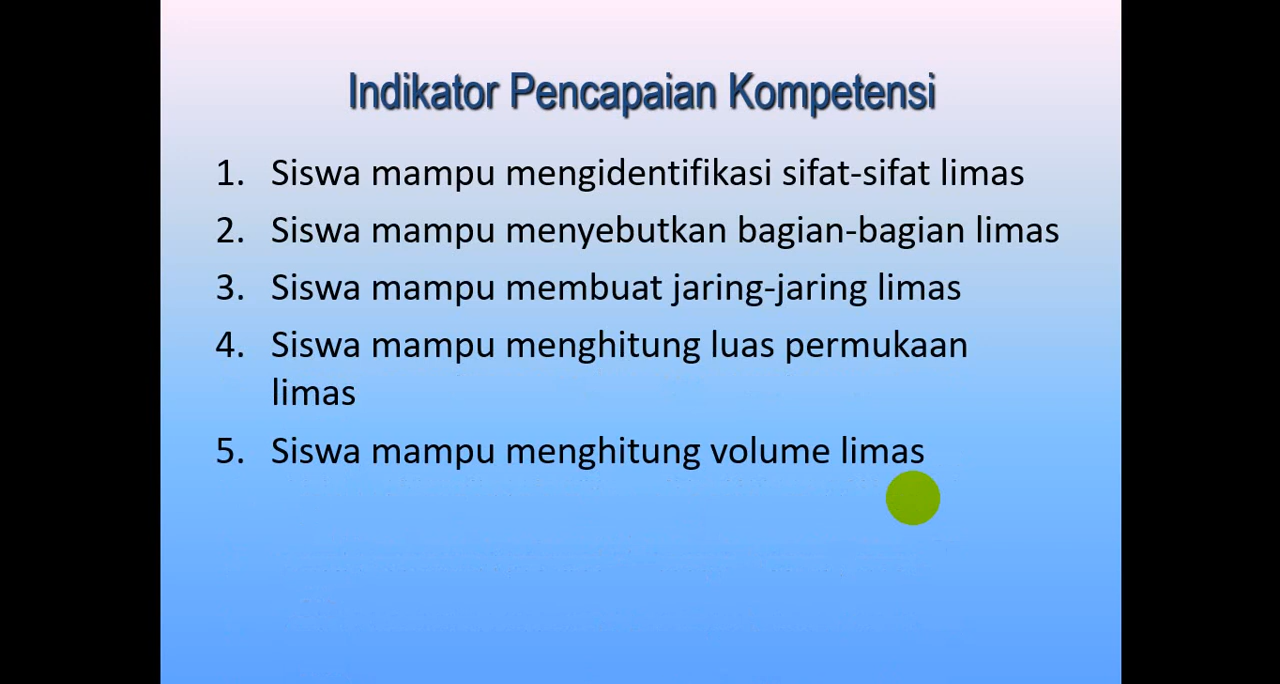 Indikator Pencapaian Kompetensi
1. Siswa mampu mengidentifikasi sifat-sifat limas
2. Siswa mampu menyebutkan bagian-bagian limas
3. Siswa mampu membuat jaring-jaring limas
4. Siswa mampu menghitung luas permukaan
limas
5. Siswa mampu menghitung volume limas